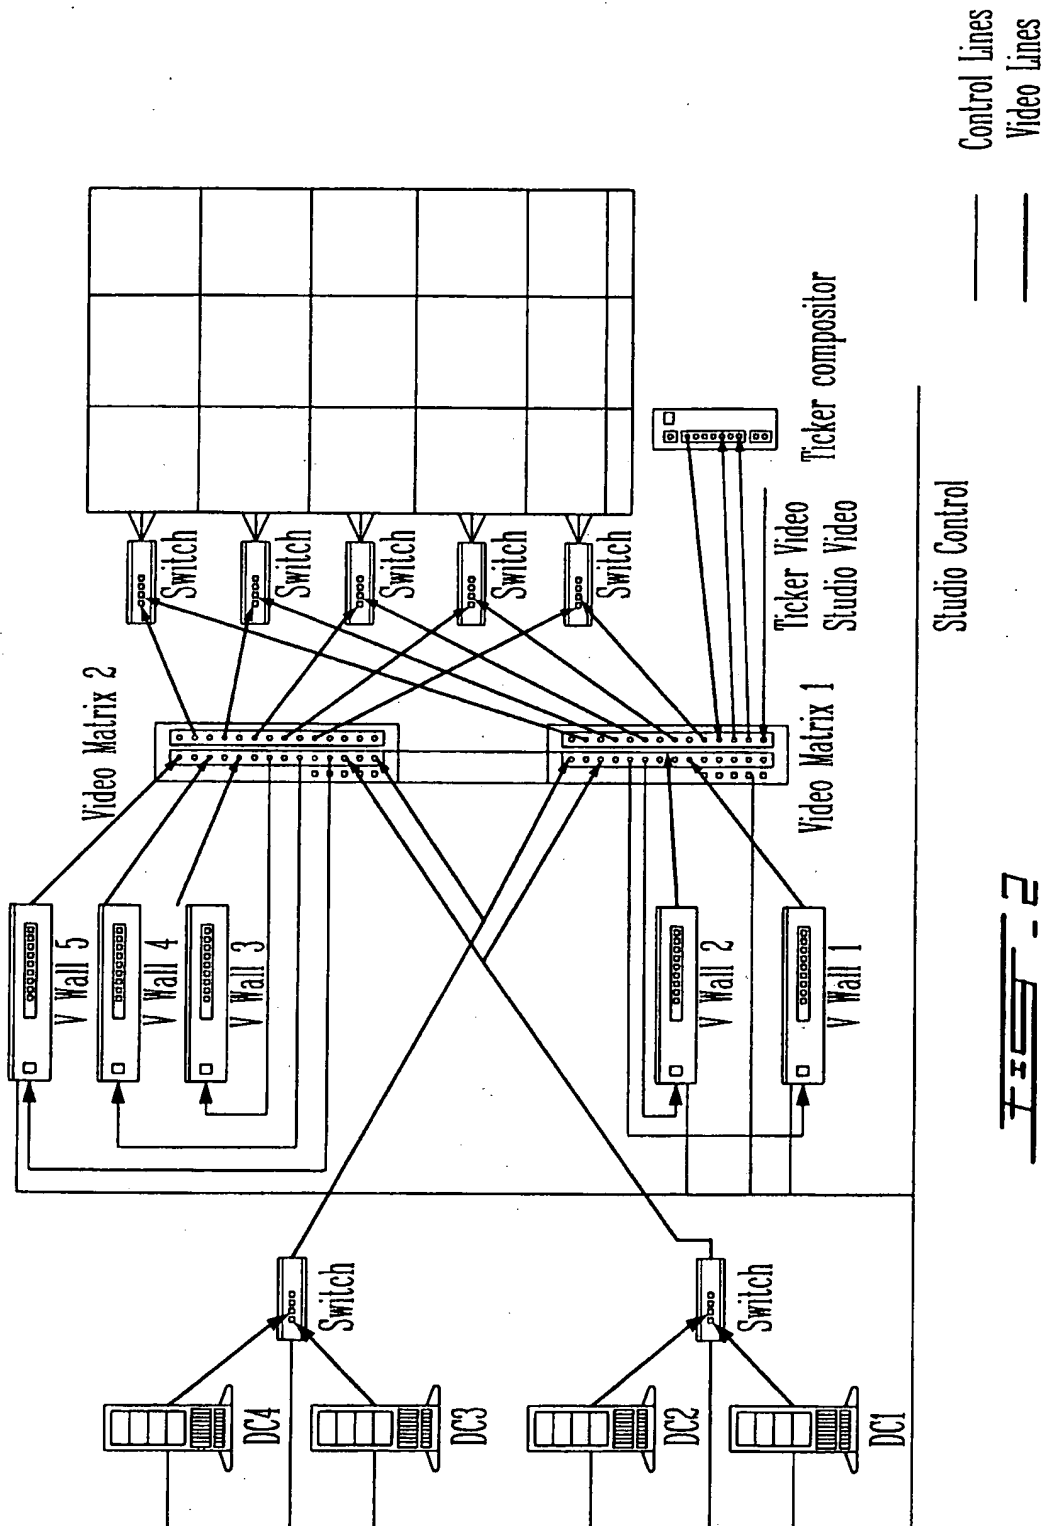 Control Lines
Video Lines
Video Matrix 2
Switch
Switch
Switch
Switch
Switch
Ticker compositor
Ticker Video
Studio Video
Studio Control
Video Matrix 1
V Wall 5
V Wall 4
V Wall 3
V Wall 2
V Wall 1
Switch
Switch
DC4
DC3
DC2
DC1
FIG - 2